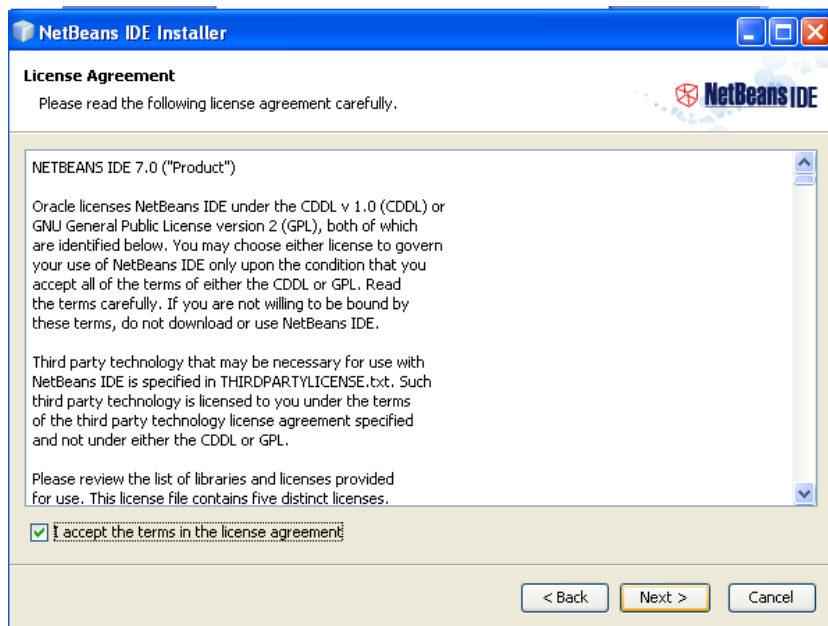 NetBeans IDE Installer
License Agreement
Please read the following license agreement carefully.
NetBeans IDE
NETBEANS IDE 7.0 ("Product")
Oracle licenses NetBeans IDE under the CDDL v 1.0 (CDDL) or
GNU General Public License version 2 (GPL), both of which
are identified below. You may choose either license to govern
your use of NetBeans IDE only upon the condition that you
accept all of the terms of either the CDDL or GPL. Read
the terms carefully. If you are not willing to be bound by
these terms, do not download or use NetBeans IDE.
Third party technology that may be necessary for use with
NetBeans IDE is specified in THIRDPARTYLICENSE.txt. Such
third party technology is licensed to you under the terms
of the third party technology license agreement specified
and not under either the CDDL or GPL.
Please review the list of libraries and licenses provided
for use. This license file contains five distinct licenses.
I accept the terms in the license agreement
< Back Next > Cancel